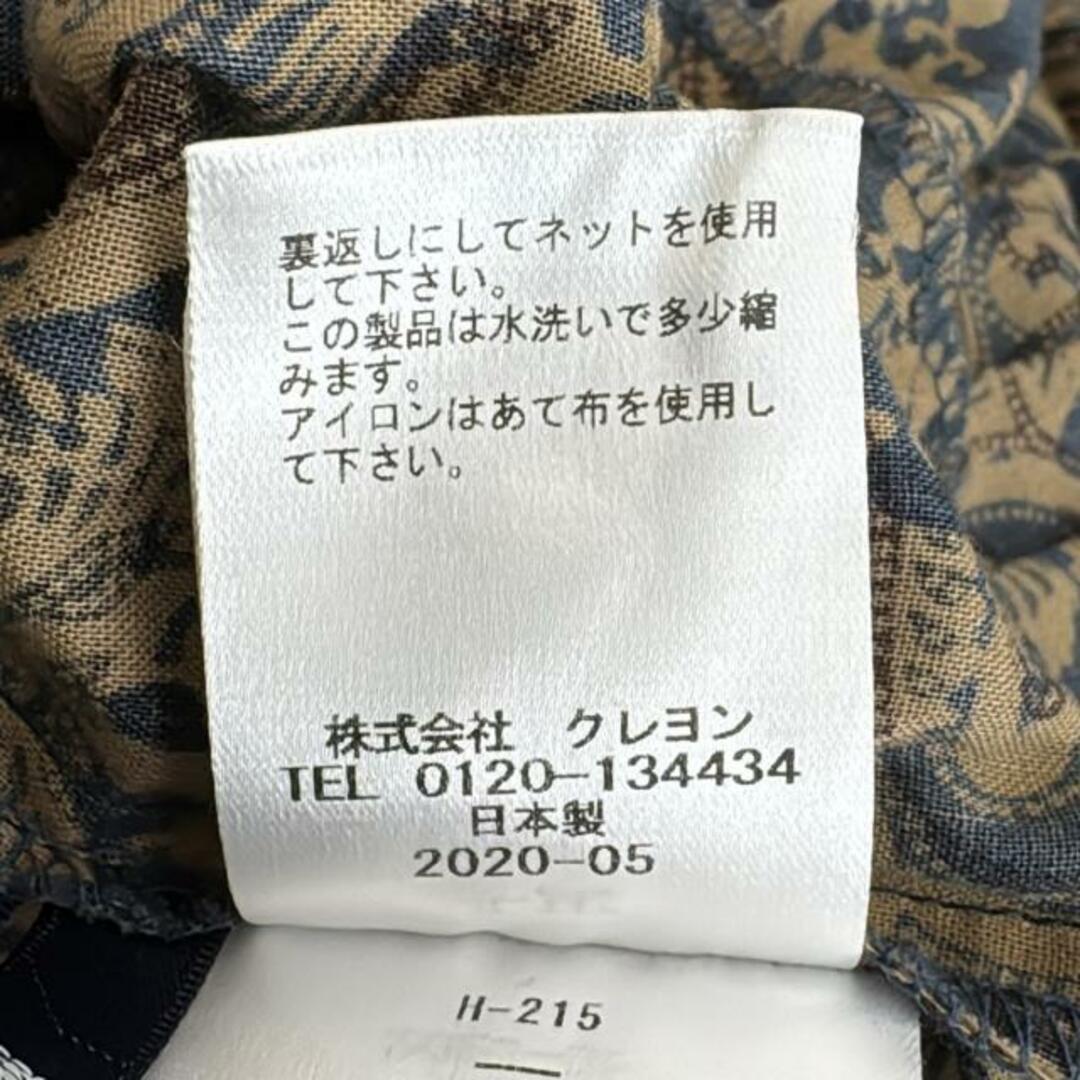 裏返しにしてネットを使用
して下さい。
この製品は水洗いで多少縮
みます。
アイロンはあて布を使用し
て下さい。
株式会社　クレヨン
TEL 0120-134434
日本製
2020-05
H-215